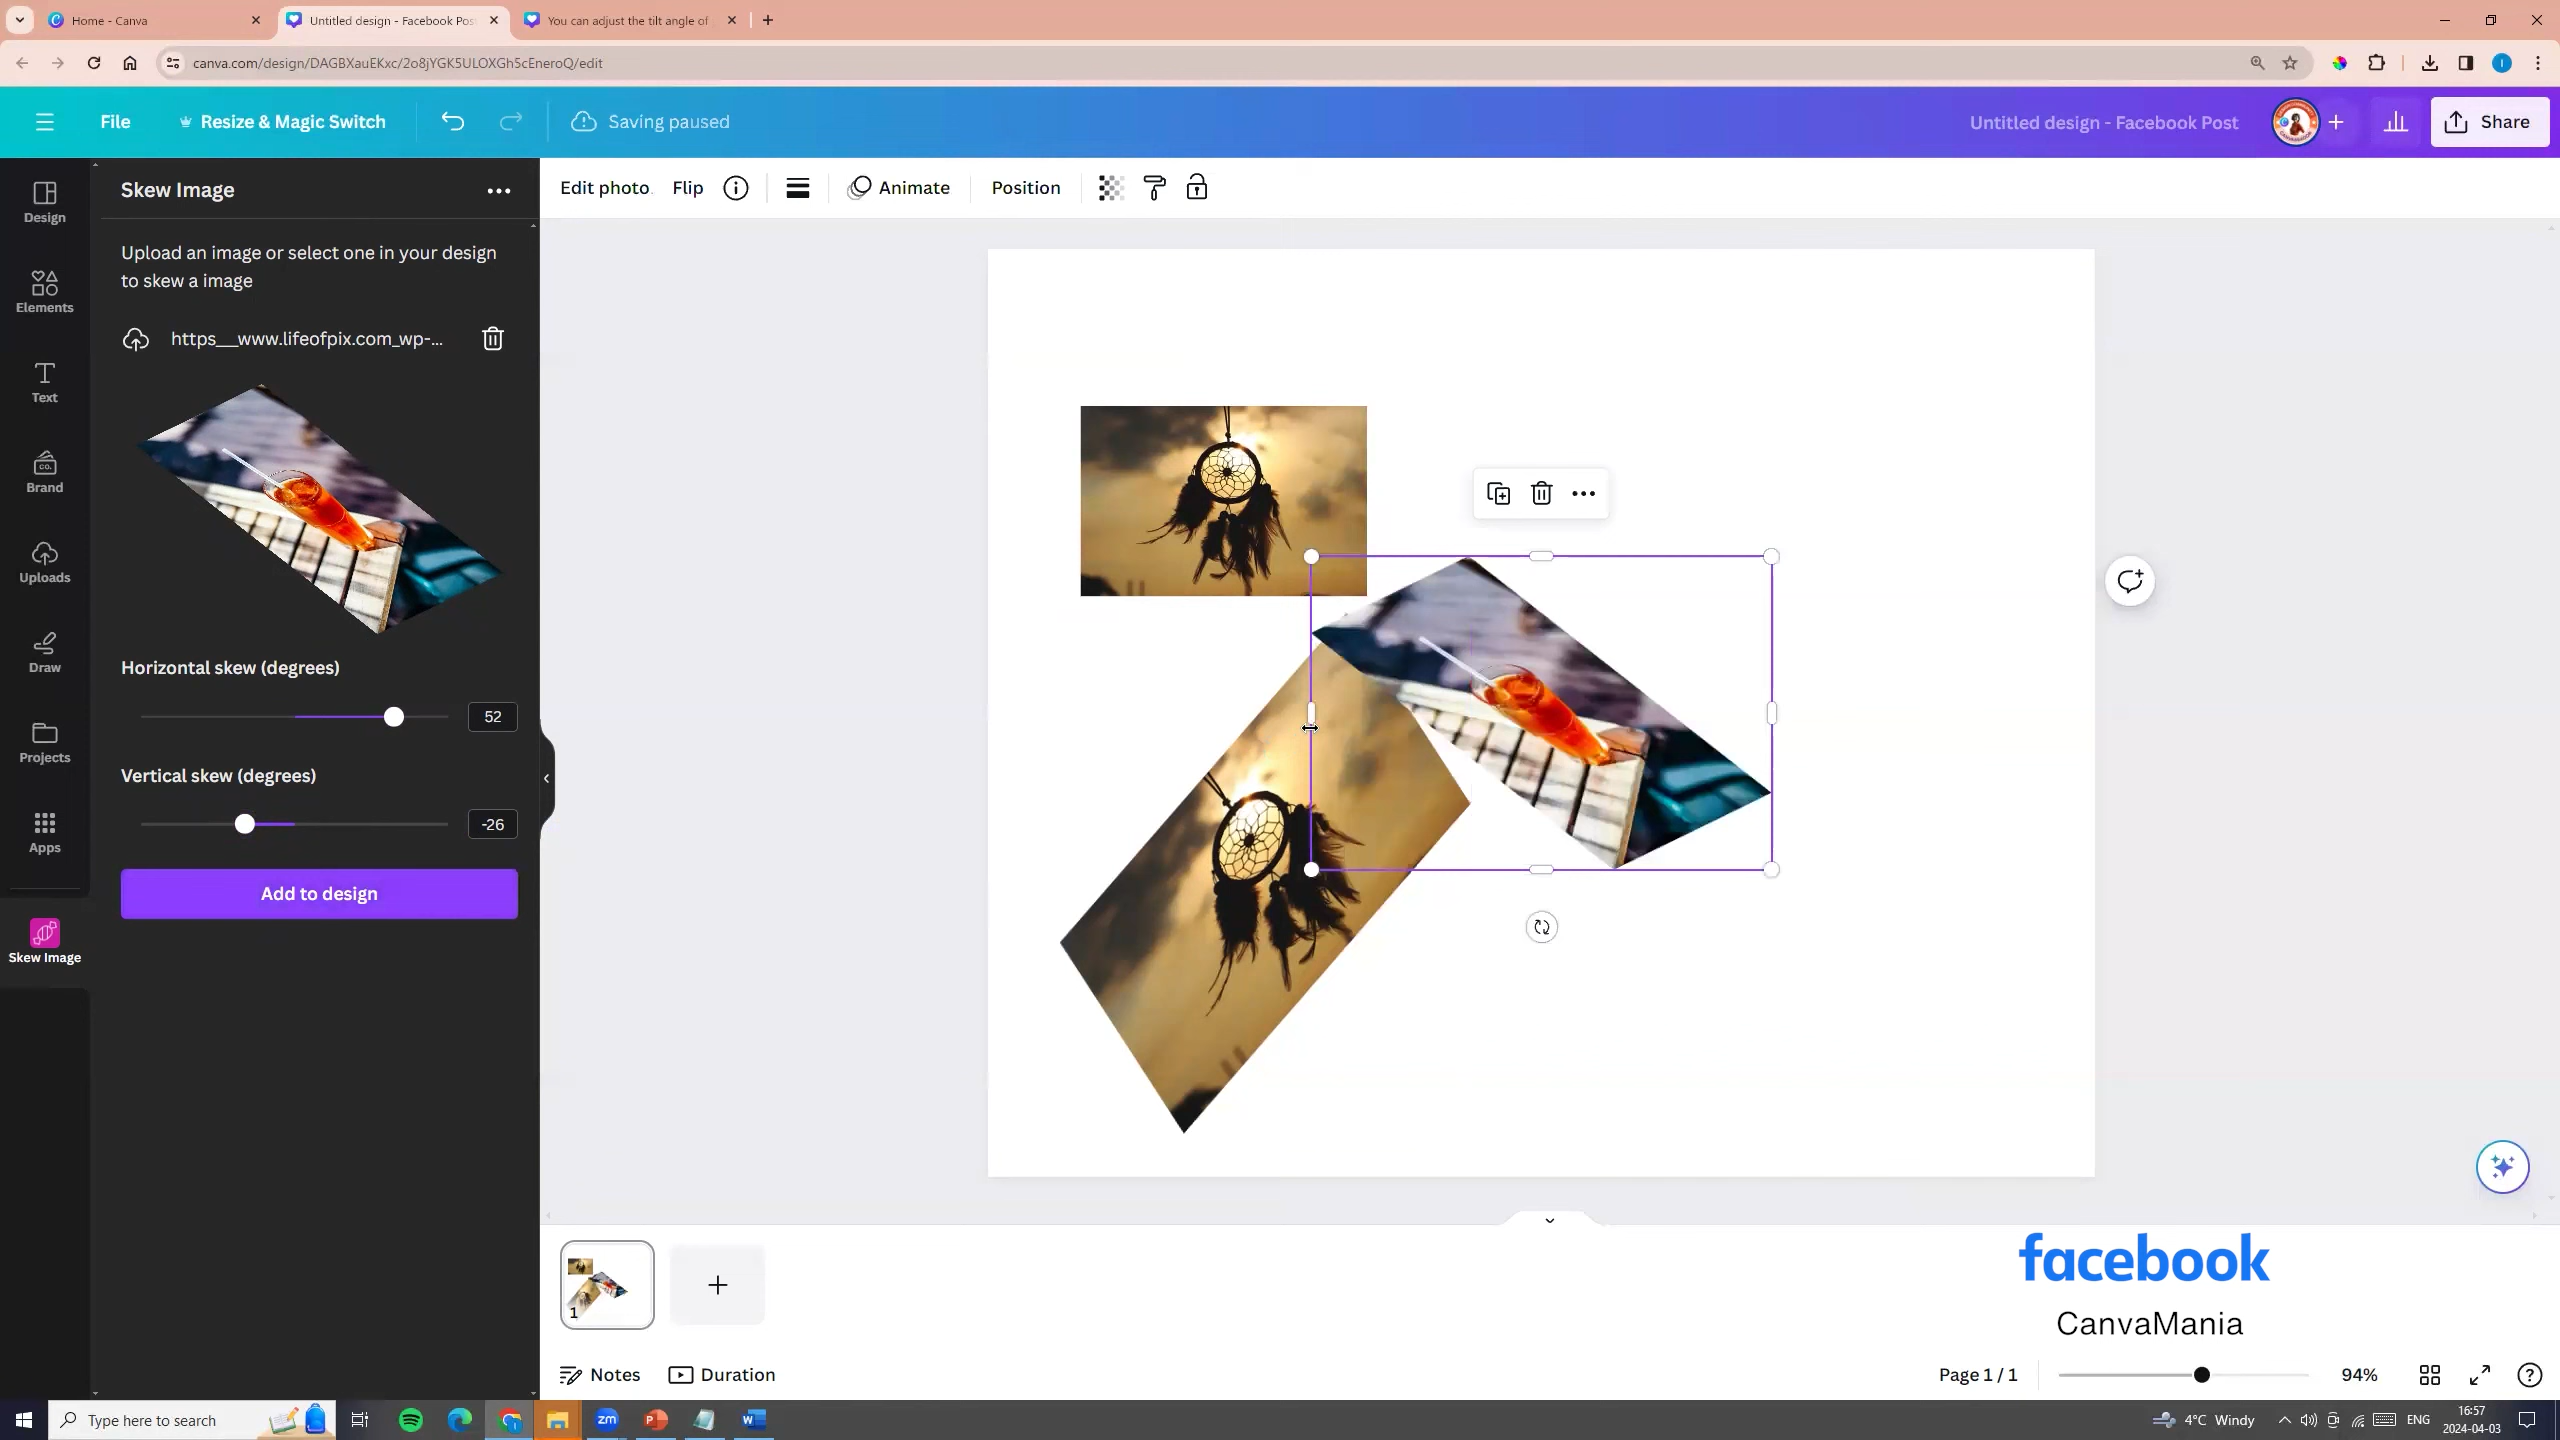 Home - Canva
Untitled design - Facebook Pos
You can adjust the tilt angle of
canva.com/design/DAGBXauEKxc/2o8jYGK5ULOXGh5cEneroQ/edit
File
Resize & Magic Switch
Saving paused
Untitled design - Facebook Post
Share
Design
Elements
Text
Brand
Uploads
Draw
Projects
Apps
Skew Image
Skew Image
Upload an image or select one in your design
to skew a image
https__www.lifeofpix.com_wp-...
Horizontal skew (degrees)
52
Vertical skew (degrees)
-26
Add to design
Edit photo
Flip
Animate
Position
1
facebook
CanvaMania
Notes
Duration
Page 1 / 1
94%
Type here to search
4°C Windy
ENG
16:57
2024-04-03